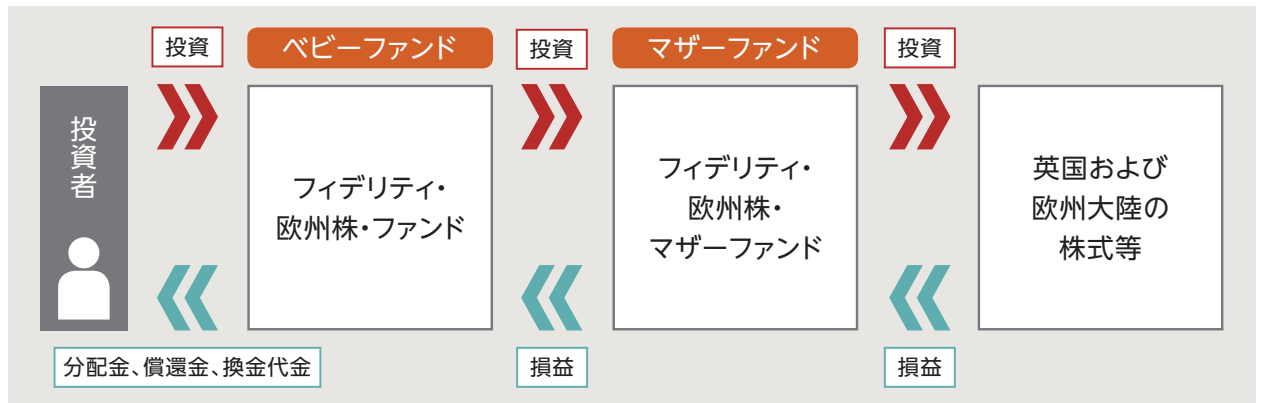 投資
ベビーファンド
投資
マザーファンド
投資
投資者
フィデリティ・
欧州株・ファンド
フィデリティ・
欧州株・
マザーファンド
英国および
欧州大陸の
株式等
分配金、償還金、換金代金
損益
損益